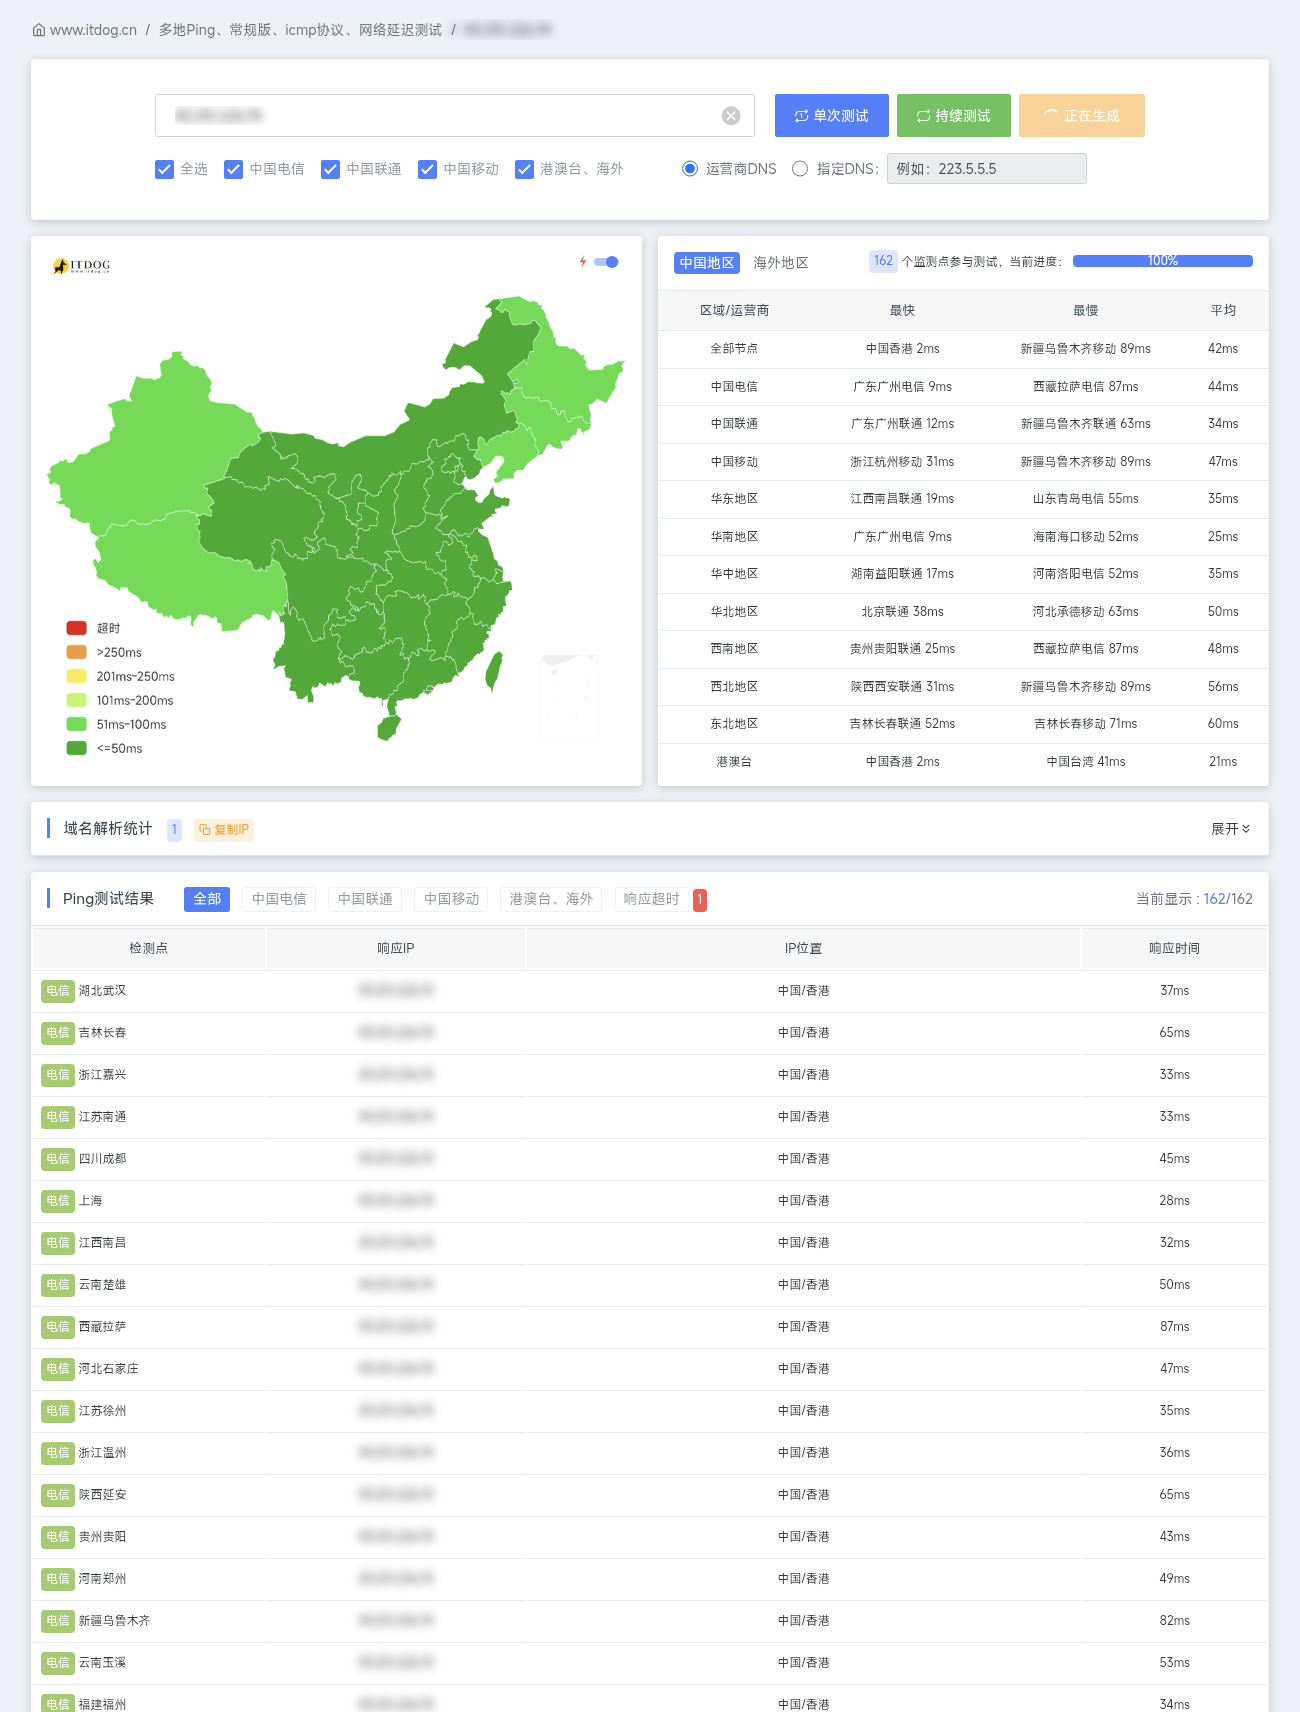 www.itdog.cn / 多地Ping、常规版、icmp协议、网络延迟测试 /
单次测试 持续测试 正在生成
全选 中国电信 中国联通 中国移动 港澳台、海外 运营商DNS 指定DNS: 例如：223.5.5.5
ITDOG
www.itdog.cn
超时
>250ms
201ms-250ms
101ms-200ms
51ms-100ms
<=50ms
中国地区 海外地区 162 个监测点参与测试，当前进度： 100%
区域/运营商 最快 最慢 平均
全部节点 中国香港 2ms 新疆乌鲁木齐移动 89ms 42ms
中国电信 广东广州电信 9ms 西藏拉萨电信 87ms 44ms
中国联通 广东广州联通 12ms 新疆乌鲁木齐联通 63ms 34ms
中国移动 浙江杭州移动 31ms 新疆乌鲁木齐移动 89ms 47ms
华东地区 江西南昌联通 19ms 山东青岛电信 55ms 35ms
华南地区 广东广州电信 9ms 海南海口移动 52ms 25ms
华中地区 湖南益阳联通 17ms 河南洛阳电信 52ms 35ms
华北地区 北京联通 38ms 河北承德移动 63ms 50ms
西南地区 贵州贵阳联通 25ms 西藏拉萨电信 87ms 48ms
西北地区 陕西西安联通 31ms 新疆乌鲁木齐移动 89ms 56ms
东北地区 吉林长春联通 52ms 吉林长春移动 71ms 60ms
港澳台 中国香港 2ms 中国台湾 41ms 21ms
域名解析统计 1 复制IP 展开
Ping测试结果 全部 中国电信 中国联通 中国移动 港澳台、海外 响应超时 1 当前显示 : 162/162
检测点 响应IP IP位置 响应时间
电信 湖北武汉 中国/香港 37ms
电信 吉林长春 中国/香港 65ms
电信 浙江嘉兴 中国/香港 33ms
电信 江苏南通 中国/香港 33ms
电信 四川成都 中国/香港 45ms
电信 上海 中国/香港 28ms
电信 江西南昌 中国/香港 32ms
电信 云南楚雄 中国/香港 50ms
电信 西藏拉萨 中国/香港 87ms
电信 河北石家庄 中国/香港 47ms
电信 江苏徐州 中国/香港 35ms
电信 浙江温州 中国/香港 36ms
电信 陕西延安 中国/香港 65ms
电信 贵州贵阳 中国/香港 43ms
电信 河南郑州 中国/香港 49ms
电信 新疆乌鲁木齐 中国/香港 82ms
电信 云南玉溪 中国/香港 53ms
电信 福建福州 中国/香港 34ms